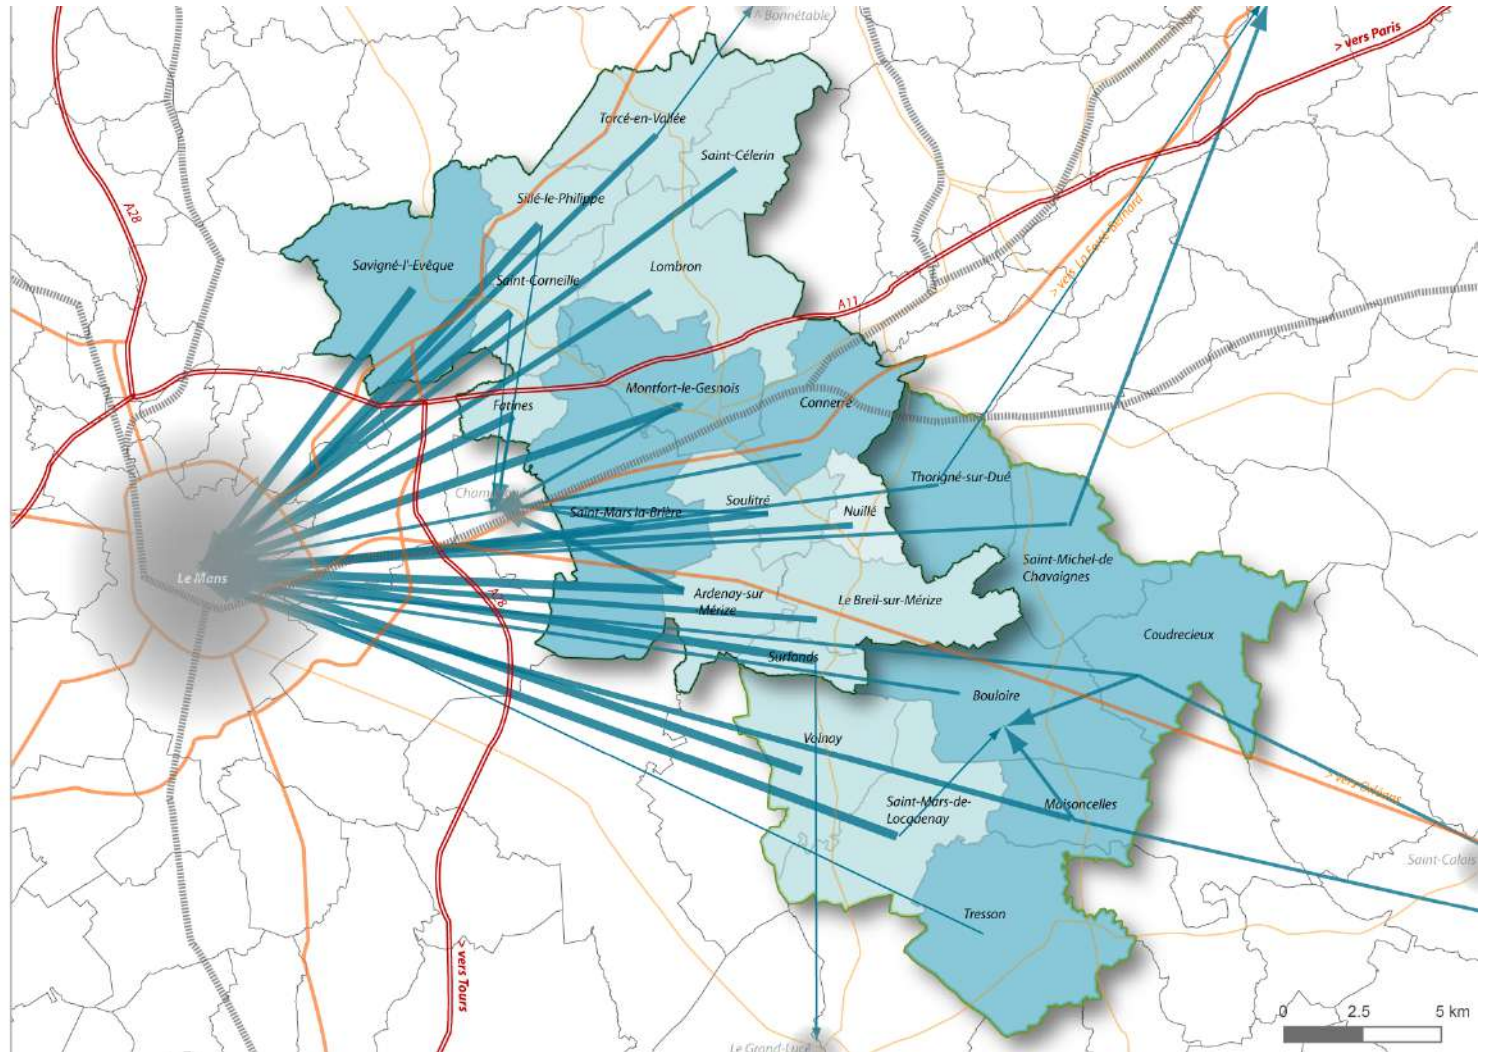 Bonnétable
> vers Paris
Torcé-en-Vallée
Saint-Célerin
A28
Sillé-le-Philippe
> vers La Ferté-Bernard
Savigné-l'-Evêque
Saint-Corneille
Lombron
A11
Montfort-le-Gesnois
Fatines
Connerré
Thorigné-sur-Dué
Soulitré
Saint-Mars la-Brière
Nuillé
Le Mans
Saint-Michel-de
Chavaignes
A28
Ardenay-sur
-Mérize
Le Breil-sur-Mérize
Coudrecieux
Surfonds
Bouloire
Volnay
> vers Orléans
Saint-Mars-de-
Locquenay
Maisoncelles
Saint-Calais
Tresson
> vers Tours
0 2.5 5 km
Le Grand-Lucé